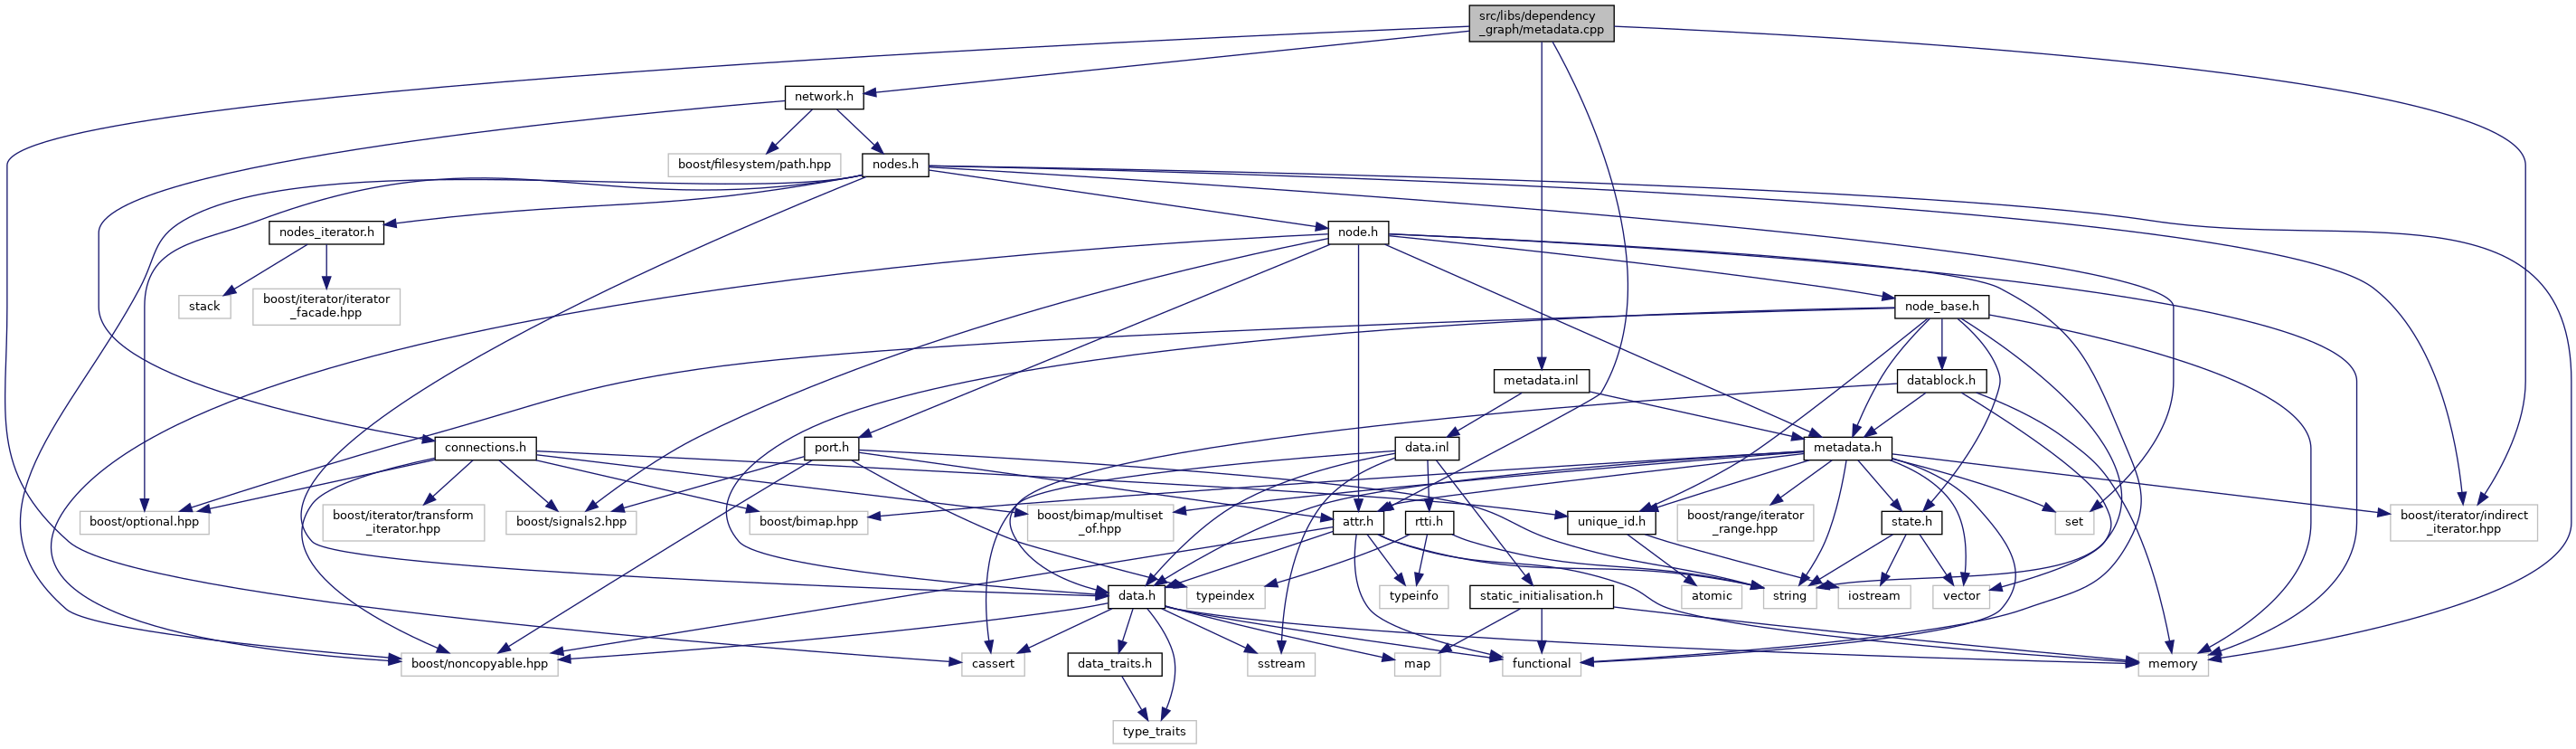 src/libs/dependency
_graph/metadata.cpp
network.h
boost/filesystem/path.hpp
nodes.h
nodes_iterator.h
node.h
stack
boost/iterator/iterator
_facade.hpp
node_base.h
metadata.inl
datablock.h
connections.h
port.h
data.inl
metadata.h
boost/optional.hpp
boost/iterator/transform
_iterator.hpp
boost/signals2.hpp
boost/bimap.hpp
boost/bimap/multiset
_of.hpp
attr.h
rtti.h
unique_id.h
boost/range/iterator
_range.hpp
state.h
set
boost/iterator/indirect
_iterator.hpp
data.h
typeindex
typeinfo
static_initialisation.h
atomic
string
iostream
vector
boost/noncopyable.hpp
cassert
data_traits.h
sstream
map
functional
memory
type_traits